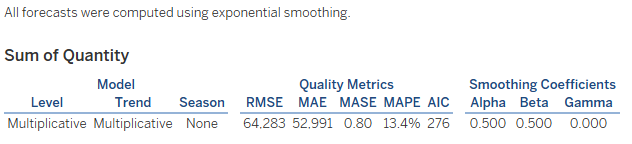 All forecasts were computed using exponential smoothing.
Sum of Quantity
Model Quality Metrics Smoothing Coefficients
Level Trend Season RMSE MAE MASE MAPE AIC Alpha Beta Gamma
Multiplicative Multiplicative None 64,283 52,991 0.80 13.4% 276 0.500 0.500 0.000